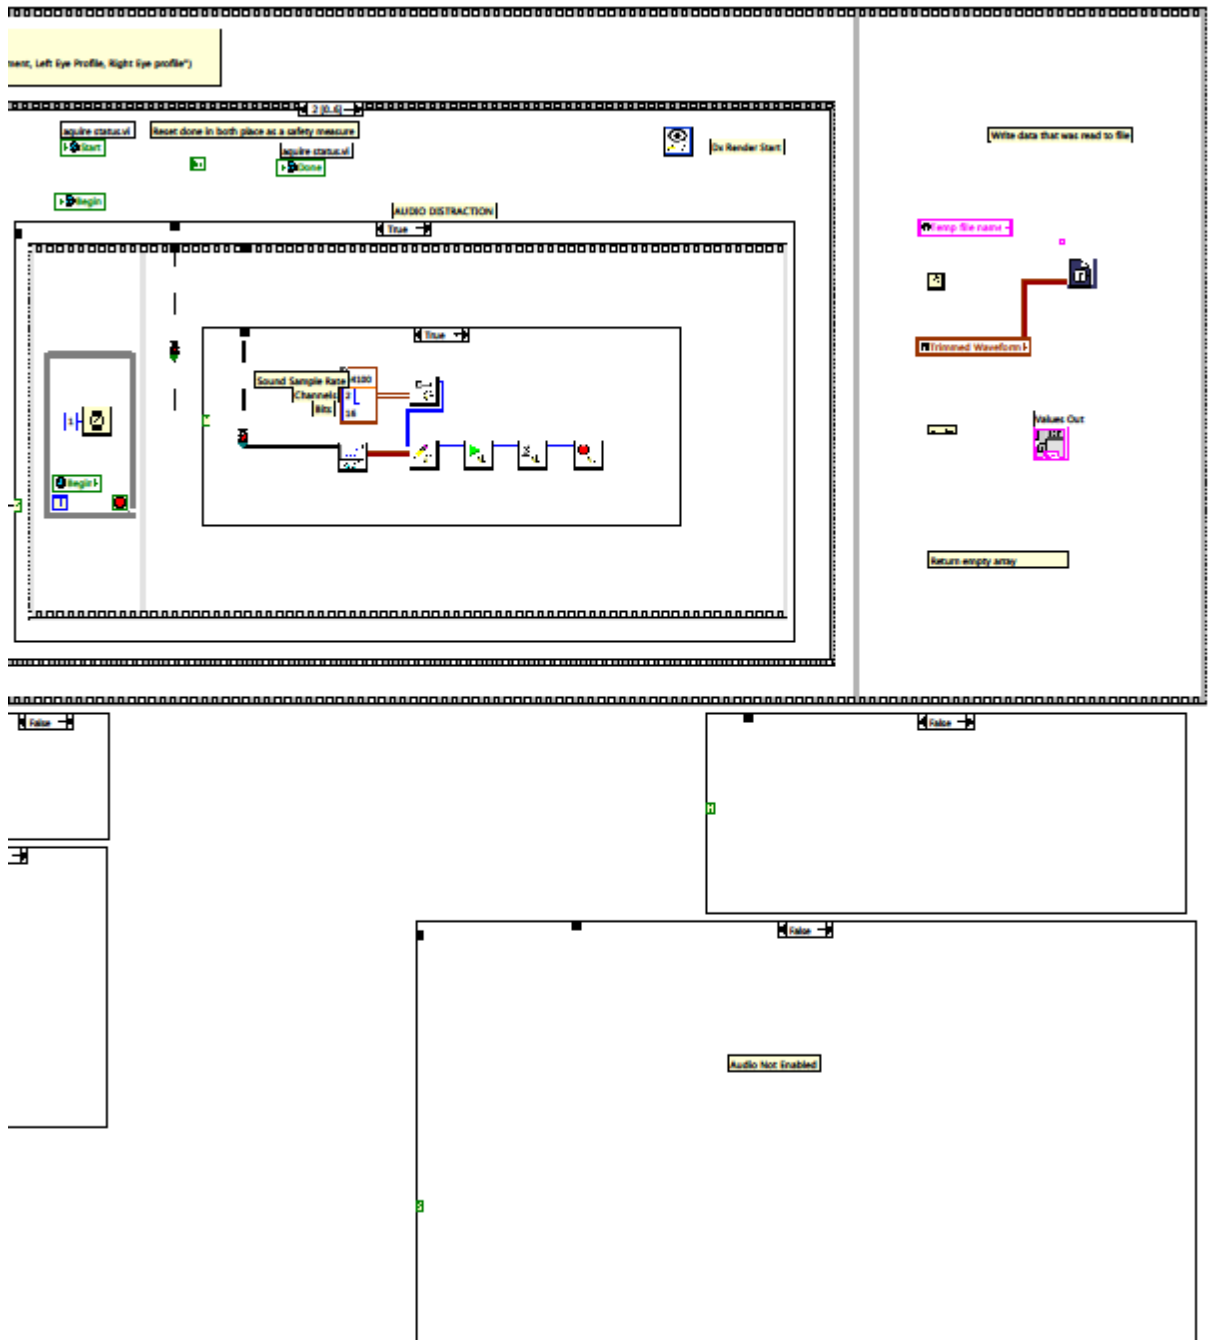 ment, Left Eye Profile, Right Eye profile")
2 [0..6]
aquire status.vi
Reset done in both place as a safety measure
Start
aquire status.vi
Done
Dx Render Start
Write data that was read to file
Begin
AUDIO DISTRACTION
True
Temp file name
True
Trimmed Waveform
Sound Sample Rate
4100
Channels
2
Bits
16
1
Values Out
Begin
i
Return empty array
False
False
False
Audio Not Enabled